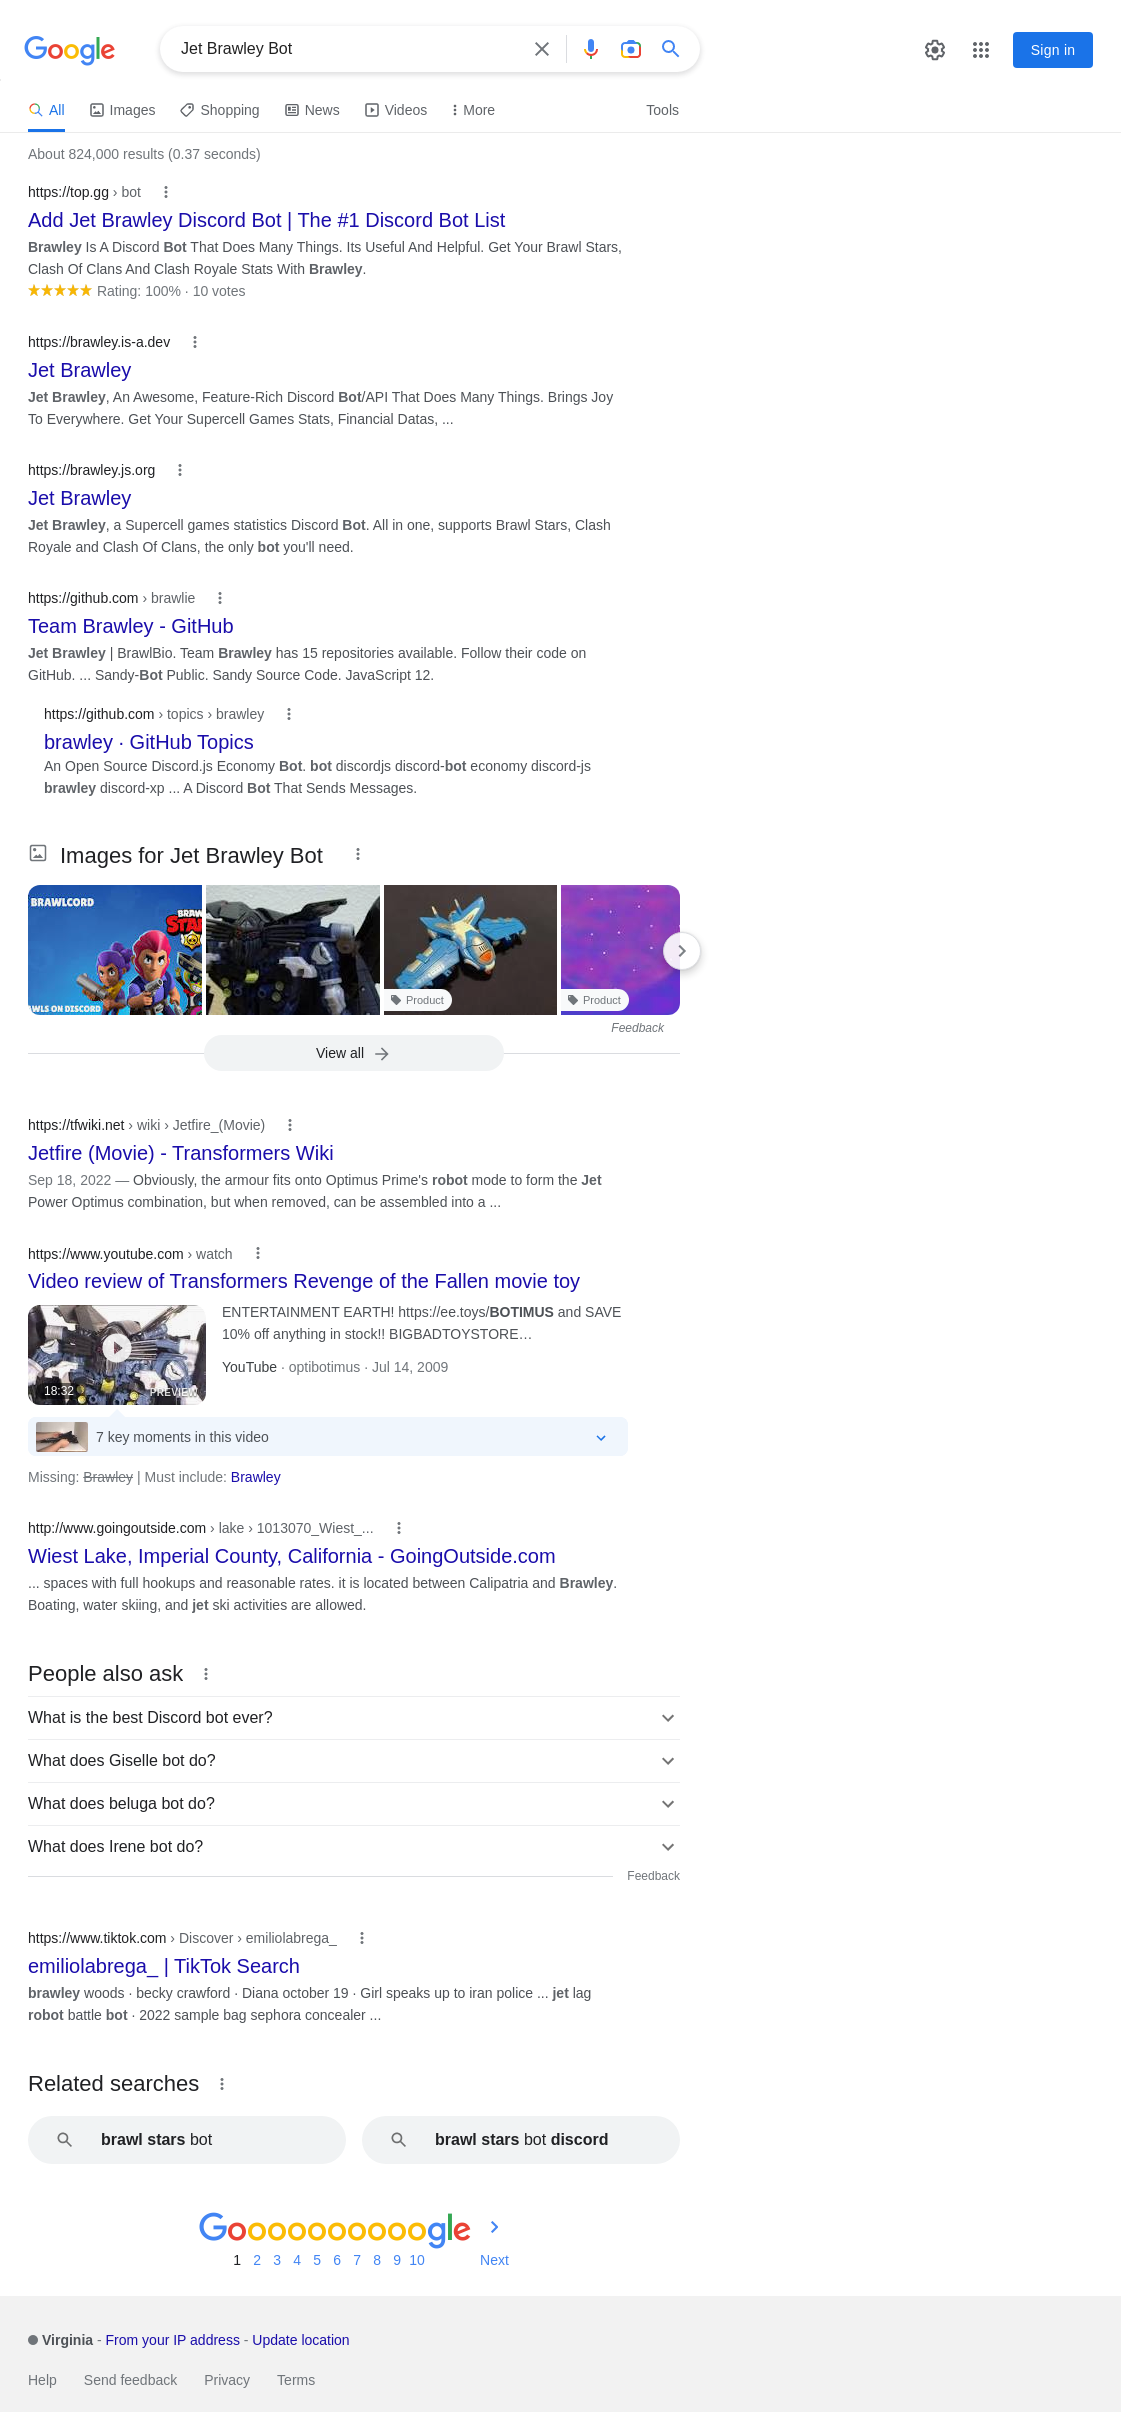 Google
Jet Brawley Bot
Sign in
All
Images
Shopping
News
Videos
More
Tools
About 824,000 results (0.37 seconds)
https://top.gg › bot
Add Jet Brawley Discord Bot | The #1 Discord Bot List
Brawley Is A Discord Bot That Does Many Things. Its Useful And Helpful. Get Your Brawl Stars,
Clash Of Clans And Clash Royale Stats With Brawley.
Rating: 100% · 10 votes
https://brawley.is-a.dev
Jet Brawley
Jet Brawley, An Awesome, Feature-Rich Discord Bot/API That Does Many Things. Brings Joy
To Everywhere. Get Your Supercell Games Stats, Financial Datas, ...
https://brawley.js.org
Jet Brawley
Jet Brawley, a Supercell games statistics Discord Bot. All in one, supports Brawl Stars, Clash
Royale and Clash Of Clans, the only bot you'll need.
https://github.com › brawlie
Team Brawley - GitHub
Jet Brawley | BrawlBio. Team Brawley has 15 repositories available. Follow their code on
GitHub. ... Sandy-Bot Public. Sandy Source Code. JavaScript 12.
https://github.com › topics › brawley
brawley · GitHub Topics
An Open Source Discord.js Economy Bot. bot discordjs discord-bot economy discord-js
brawley discord-xp ... A Discord Bot That Sends Messages.
Images for Jet Brawley Bot
BRAWLCORD
BRAW
STA
AWLS ON DISCORD
Product
Product
Feedback
View all
https://tfwiki.net › wiki › Jetfire_(Movie)
Jetfire (Movie) - Transformers Wiki
Sep 18, 2022 — Obviously, the armour fits onto Optimus Prime's robot mode to form the Jet
Power Optimus combination, but when removed, can be assembled into a ...
https://www.youtube.com › watch
Video review of Transformers Revenge of the Fallen movie toy
ENTERTAINMENT EARTH! https://ee.toys/BOTIMUS and SAVE
10% off anything in stock!! BIGBADTOYSTORE…
YouTube · optibotimus · Jul 14, 2009
18:32
PREVIEW
7 key moments in this video
Missing: Brawley | Must include: Brawley
http://www.goingoutside.com › lake › 1013070_Wiest_...
Wiest Lake, Imperial County, California - GoingOutside.com
... spaces with full hookups and reasonable rates. it is located between Calipatria and Brawley.
Boating, water skiing, and jet ski activities are allowed.
People also ask
What is the best Discord bot ever?
What does Giselle bot do?
What does beluga bot do?
What does Irene bot do?
Feedback
https://www.tiktok.com › Discover › emiliolabrega_
emiliolabrega_ | TikTok Search
brawley woods · becky crawford · Diana october 19 · Girl speaks up to iran police ... jet lag
robot battle bot · 2022 sample bag sephora concealer ...
Related searches
brawl stars bot
brawl stars bot discord
Goooooooooogle
1 2 3 4 5 6 7 8 9 10 Next
Virginia - From your IP address - Update location
Help
Send feedback
Privacy
Terms